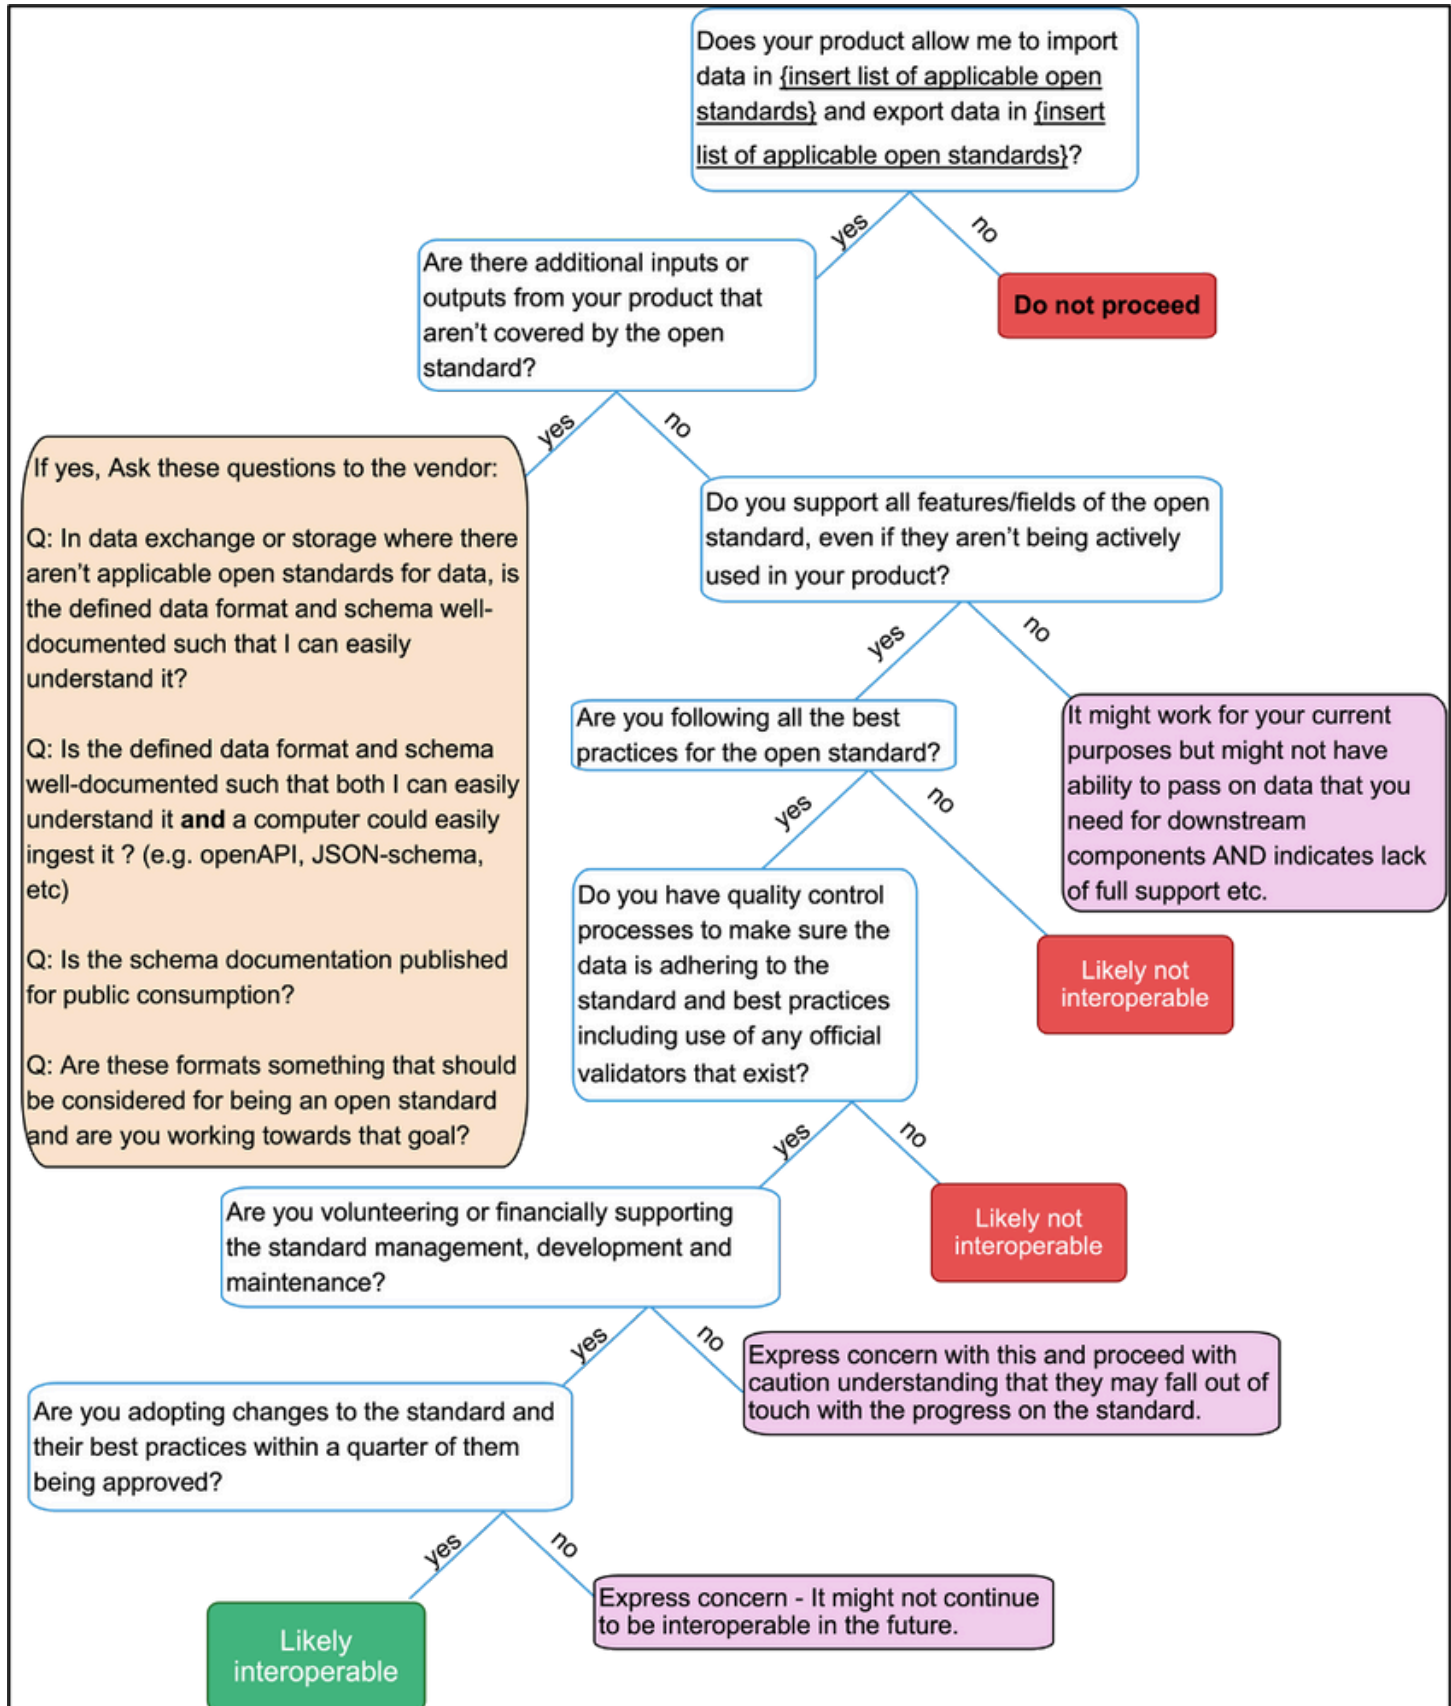 Does your product allow me to import
data in {insert list of applicable open
standards} and export data in {insert
list of applicable open standards}?
yes
no
Are there additional inputs or
outputs from your product that
aren't covered by the open
standard?
Do not proceed
yes
no
If yes, Ask these questions to the vendor:
Q: In data exchange or storage where there
aren't applicable open standards for data, is
the defined data format and schema well-
documented such that I can easily
understand it?
Q: Is the defined data format and schema
well-documented such that both I can easily
understand it and a computer could easily
ingest it ? (e.g. openAPI, JSON-schema,
etc)
Q: Is the schema documentation published
for public consumption?
Q: Are these formats something that should
be considered for being an open standard
and are you working towards that goal?
Do you support all features/fields of the open
standard, even if they aren't being actively
used in your product?
yes
no
Are you following all the best
practices for the open standard?
It might work for your current
purposes but might not have
ability to pass on data that you
need for downstream
components AND indicates lack
of full support etc.
yes
no
Do you have quality control
processes to make sure the
data is adhering to the
standard and best practices
including use of any official
validators that exist?
Likely not
interoperable
yes
no
Are you volunteering or financially supporting
the standard management, development and
maintenance?
Likely not
interoperable
yes
no
Express concern with this and proceed with
caution understanding that they may fall out of
touch with the progress on the standard.
Are you adopting changes to the standard and
their best practices within a quarter of them
being approved?
yes
no
Express concern - It might not continue
to be interoperable in the future.
Likely
interoperable